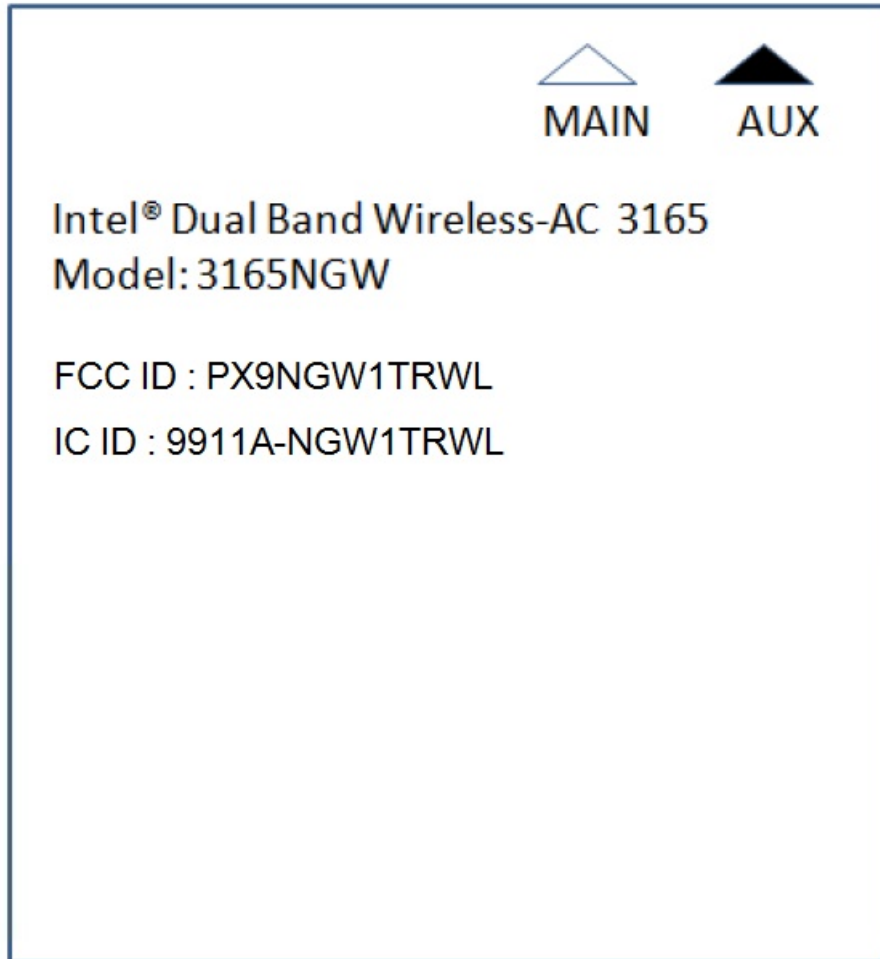 MAIN AUX
Intel® Dual Band Wireless-AC 3165
Model: 3165NGW
FCC ID : PX9NGW1TRWL
IC ID : 9911A-NGW1TRWL